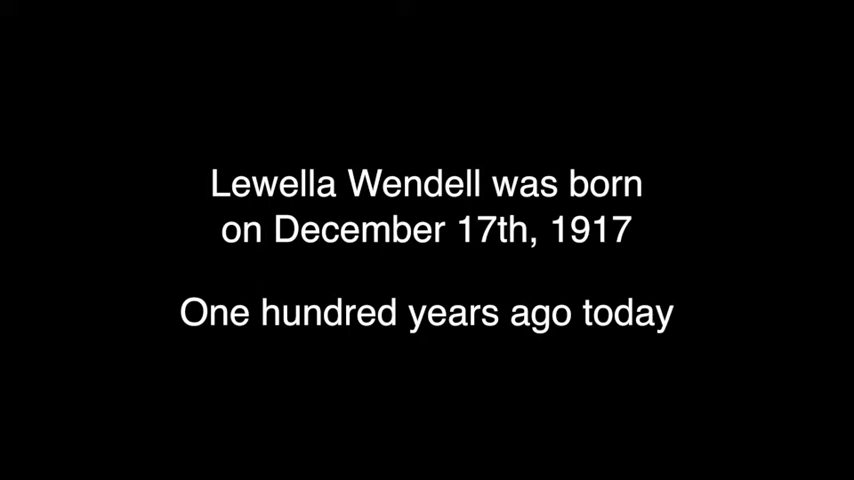 Lewella Wendell was born
on December 17th, 1917
One hundred years ago today